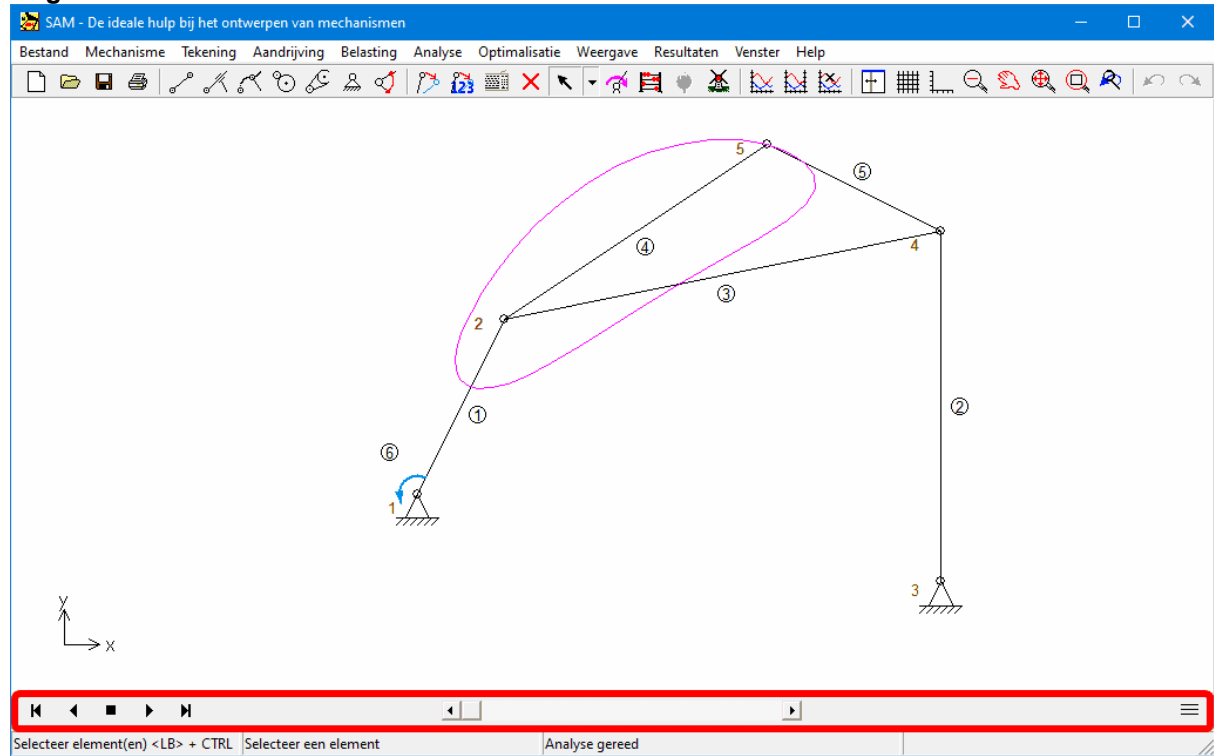 SAM - De ideale hulp bij het ontwerpen van mechanismen
Bestand Mechanisme Tekening Aandrijving Belasting Analyse Optimalisatie Weergave Resultaten Venster Help
123
5
⑤
④
4
③
2
②
①
⑥
1
3
y
x
Selecteer element(en) <LB> + CTRL Selecteer een element Analyse gereed